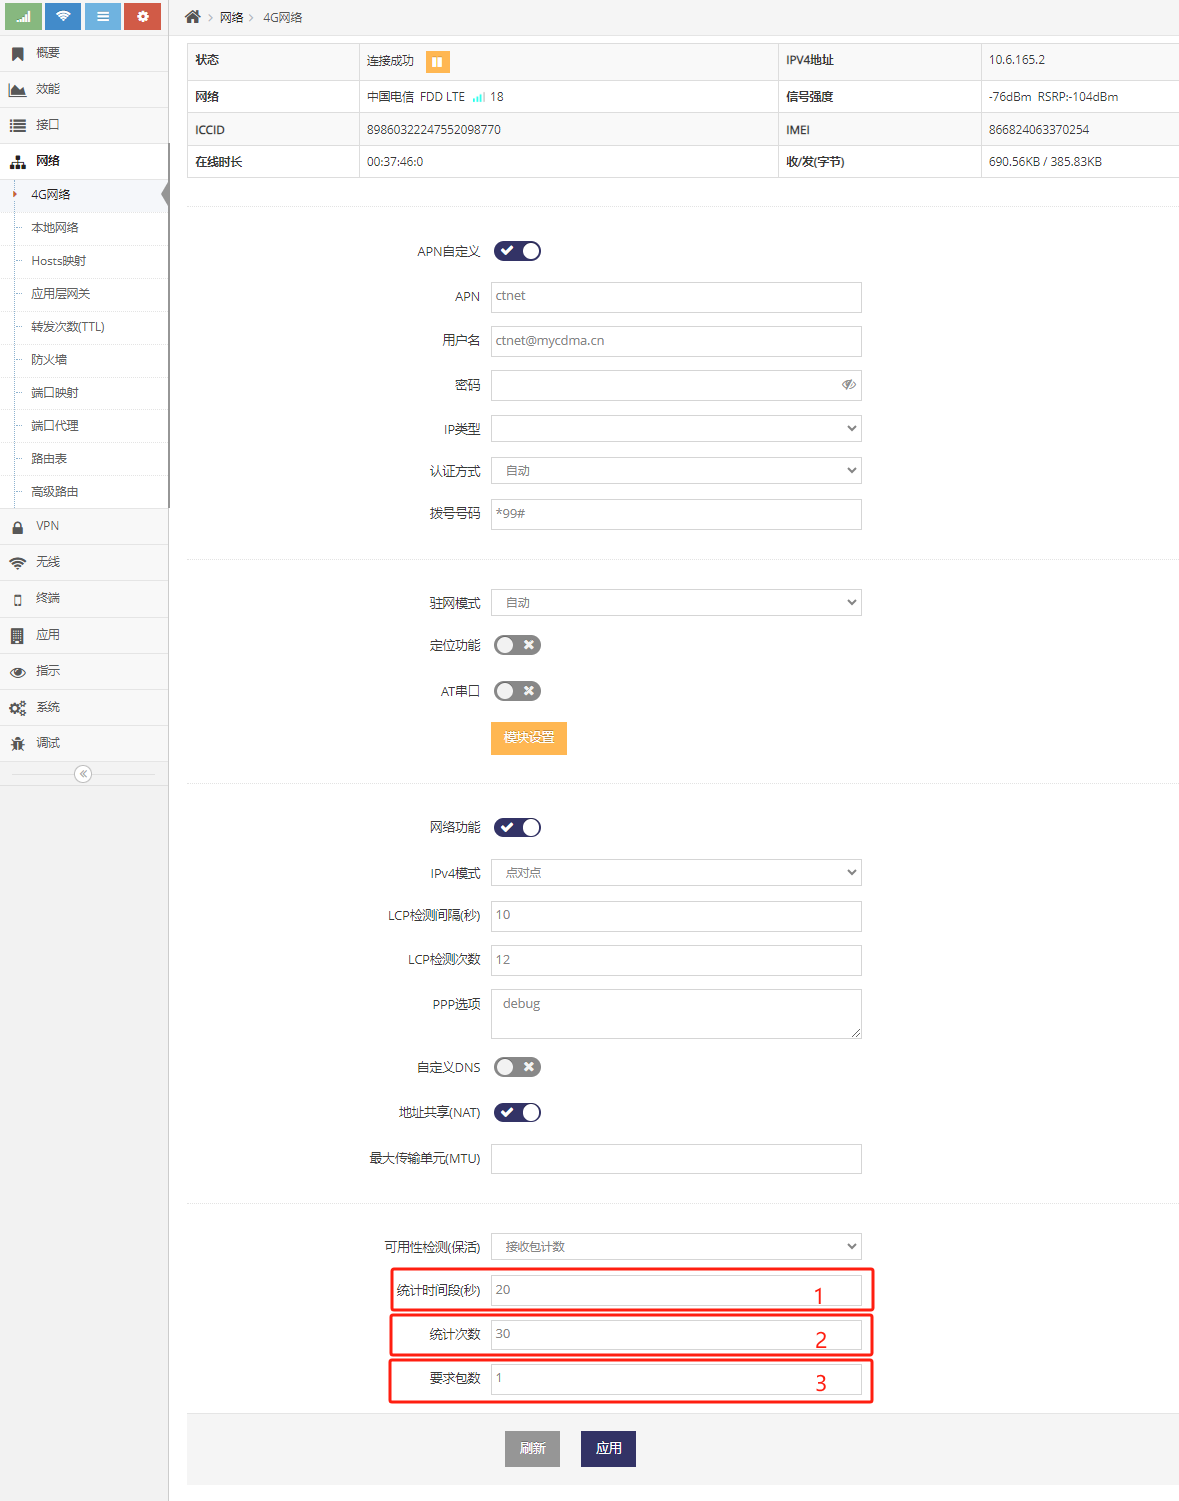 网络 4G网络
概要
效能
接口
网络
4G网络
本地网络
Hosts映射
应用层网关
转发次数(TTL)
防火墙
端口映射
端口代理
路由表
高级路由
VPN
无线
终端
应用
指示
系统
调试
状态 连接成功 IPV4地址 10.6.165.2
网络 中国电信 FDD LTE 18 信号强度 -76dBm RSRP:-104dBm
ICCID 89860322247552098770 IMEI 866824063370254
在线时长 00:37:46:0 收/发(字节) 690.56KB / 385.83KB
APN自定义
APN ctnet
用户名 ctnet@mycdma.cn
密码
IP类型
认证方式 自动
拨号号码 *99#
驻网模式 自动
定位功能
AT串口
模块设置
网络功能
IPv4模式 点对点
LCP检测间隔(秒) 10
LCP检测次数 12
PPP选项 debug
自定义DNS
地址共享(NAT)
最大传输单元(MTU)
可用性检测(保活) 接收包计数
统计时间段(秒) 20 1
统计次数 30 2
要求包数 1 3
刷新 应用